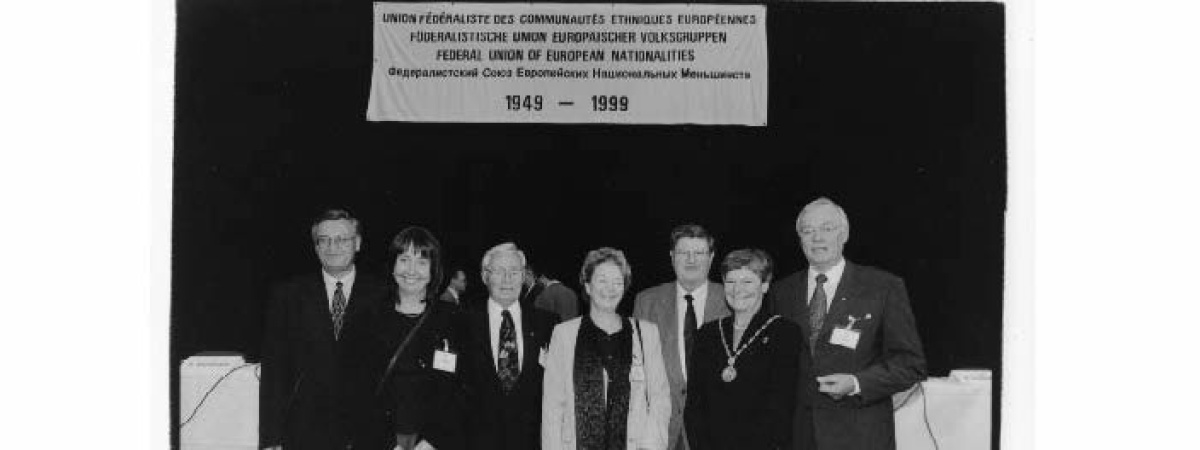 UNION FÉDÉRALISTE DES COMMUNAUTÉS ETHNIQUES EUROPÉENNES
FÖDERALISTISCHE UNION EUROPÄISCHER VOLKSGRUPPEN
FEDERAL UNION OF EUROPEAN NATIONALITIES
Федералистский Союз Европейских Национальных Меньшинств
1949 — 1999